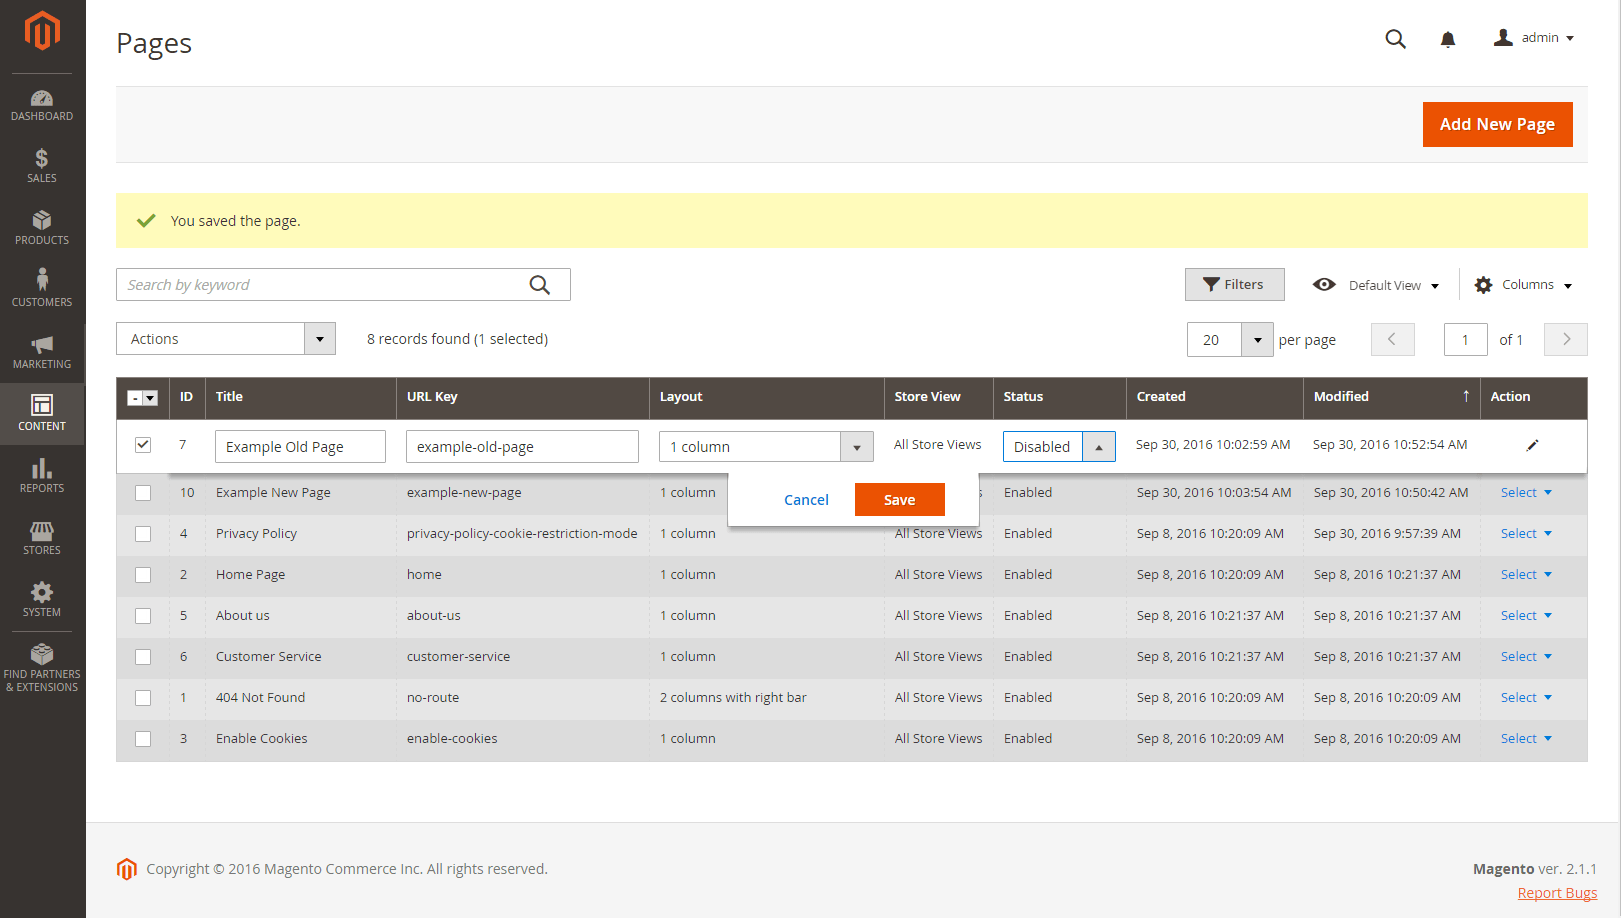 Pages
admin
DASHBOARD
SALES
PRODUCTS
CUSTOMERS
MARKETING
CONTENT
REPORTS
STORES
SYSTEM
FIND PARTNERS
& EXTENSIONS
Add New Page
You saved the page.
Search by keyword
Filters
Default View
Columns
Actions
8 records found (1 selected)
20 per page
1 of 1
- ID Title URL Key Layout Store View Status Created Modified ↑ Action
7 Example Old Page example-old-page 1 column All Store Views Disabled Sep 30, 2016 10:02:59 AM Sep 30, 2016 10:52:54 AM
Cancel Save
10 Example New Page example-new-page 1 column s Enabled Sep 30, 2016 10:03:54 AM Sep 30, 2016 10:50:42 AM Select
4 Privacy Policy privacy-policy-cookie-restriction-mode 1 column All Store Views Enabled Sep 8, 2016 10:20:09 AM Sep 30, 2016 9:57:39 AM Select
2 Home Page home 1 column All Store Views Enabled Sep 8, 2016 10:20:09 AM Sep 8, 2016 10:21:37 AM Select
5 About us about-us 1 column All Store Views Enabled Sep 8, 2016 10:21:37 AM Sep 8, 2016 10:21:37 AM Select
6 Customer Service customer-service 1 column All Store Views Enabled Sep 8, 2016 10:21:37 AM Sep 8, 2016 10:21:37 AM Select
1 404 Not Found no-route 2 columns with right bar All Store Views Enabled Sep 8, 2016 10:20:09 AM Sep 8, 2016 10:20:09 AM Select
3 Enable Cookies enable-cookies 1 column All Store Views Enabled Sep 8, 2016 10:20:09 AM Sep 8, 2016 10:20:09 AM Select
Copyright © 2016 Magento Commerce Inc. All rights reserved.
Magento ver. 2.1.1
Report Bugs